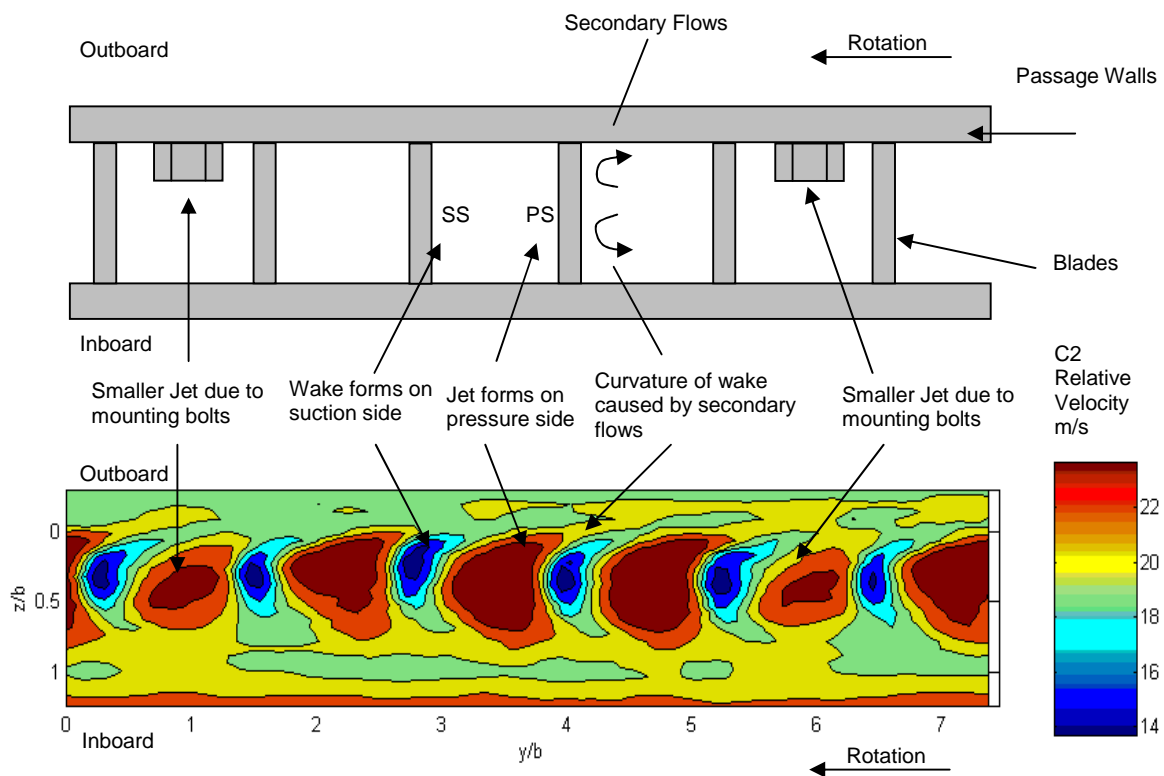 Secondary Flows
Outboard
Rotation
Passage Walls
SS
PS
Blades
Inboard
Smaller Jet due to
mounting bolts
Wake forms on
suction side
Jet forms on
pressure side
Curvature of wake
caused by secondary
flows
Smaller Jet due to
mounting bolts
C2
Relative
Velocity
m/s
Outboard
0
0.5
1
z/b
0 1 2 3 4 5 6 7
y/b
Inboard
Rotation
22
20
18
16
14